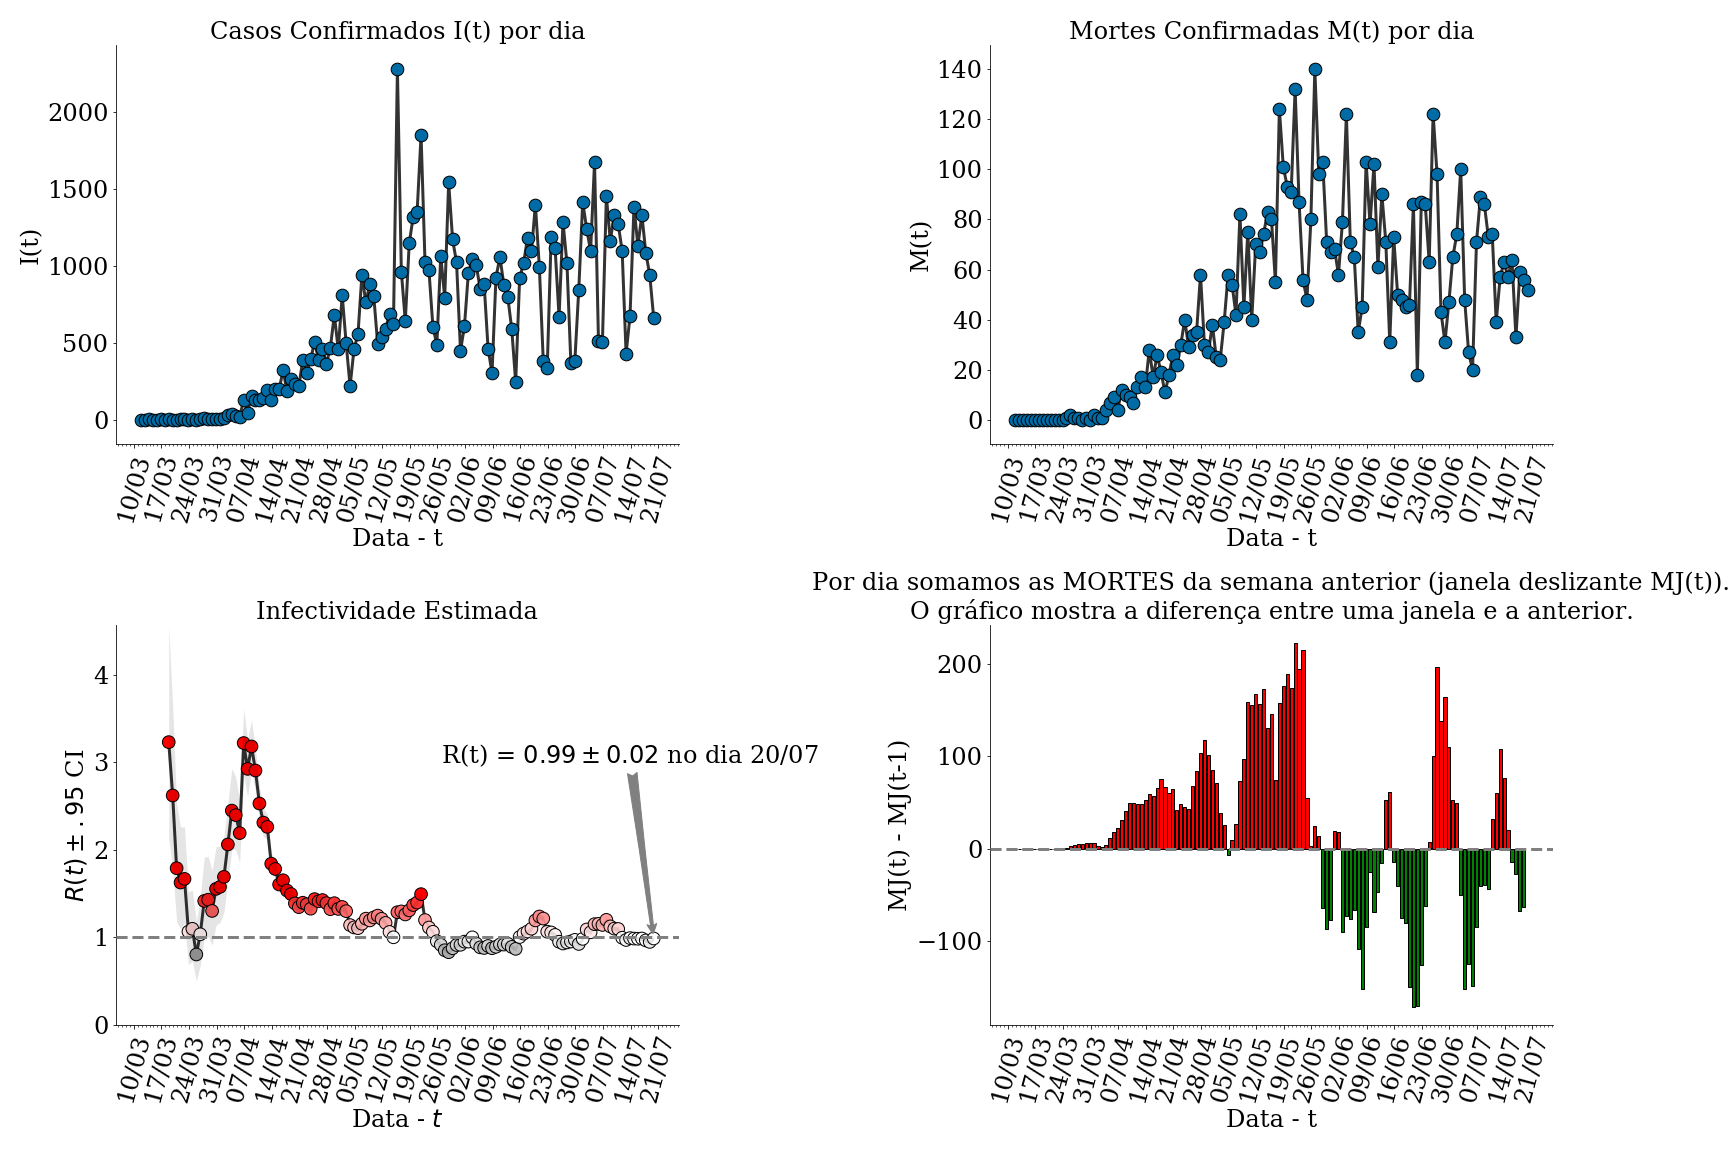 Casos Confirmados I(t) por dia
I(t)
2000
1500
1000
500
0
10/03 17/03 24/03 31/03 07/04 14/04 21/04 28/04 05/05 12/05 19/05 26/05 02/06 09/06 16/06 23/06 30/06 07/07 14/07 21/07
Data - t
Mortes Confirmadas M(t) por dia
M(t)
140
120
100
80
60
40
20
0
10/03 17/03 24/03 31/03 07/04 14/04 21/04 28/04 05/05 12/05 19/05 26/05 02/06 09/06 16/06 23/06 30/06 07/07 14/07 21/07
Data - t
Infectividade Estimada
R(t) ± .95 CI
4
3
2
1
0
R(t) = 0.99 ± 0.02 no dia 20/07
10/03 17/03 24/03 31/03 07/04 14/04 21/04 28/04 05/05 12/05 19/05 26/05 02/06 09/06 16/06 23/06 30/06 07/07 14/07 21/07
Data - t
Por dia somamos as MORTES da semana anterior (janela deslizante MJ(t)).
O gráfico mostra a diferença entre uma janela e a anterior.
MJ(t) - MJ(t-1)
200
100
0
−100
10/03 17/03 24/03 31/03 07/04 14/04 21/04 28/04 05/05 12/05 19/05 26/05 02/06 09/06 16/06 23/06 30/06 07/07 14/07 21/07
Data - t